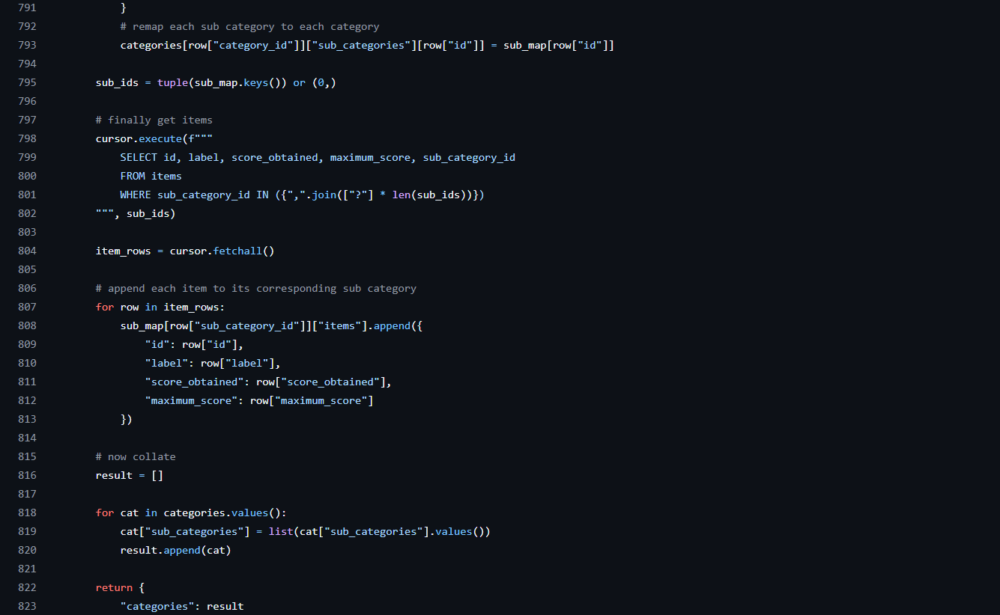 791 }
792 # remap each sub category to each category
793 categories[row["category_id"]]["sub_categories"][row["id"]] = sub_map[row["id"]]
794
795 sub_ids = tuple(sub_map.keys()) or (0,)
796
797 # finally get items
798 cursor.execute(f"""
799 SELECT id, label, score_obtained, maximum_score, sub_category_id
800 FROM items
801 WHERE sub_category_id IN ({",".join(["?"] * len(sub_ids))})
802 """, sub_ids)
803
804 item_rows = cursor.fetchall()
805
806 # append each item to its corresponding sub category
807 for row in item_rows:
808 sub_map[row["sub_category_id"]]["items"].append({
809 "id": row["id"],
810 "label": row["label"],
811 "score_obtained": row["score_obtained"],
812 "maximum_score": row["maximum_score"]
813 })
814
815 # now collate
816 result = []
817
818 for cat in categories.values():
819 cat["sub_categories"] = list(cat["sub_categories"].values())
820 result.append(cat)
821
822 return {
823 "categories": result